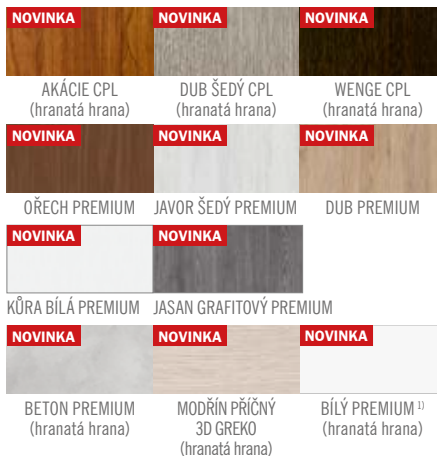 NOVINKA NOVINKA NOVINKA
AKÁCIE CPL DUB ŠEDÝ CPL WENGE CPL
(hranatá hrana) (hranatá hrana) (hranatá hrana)
NOVINKA NOVINKA NOVINKA
OŘECH PREMIUM JAVOR ŠEDÝ PREMIUM DUB PREMIUM
NOVINKA NOVINKA
KŮRA BÍLÁ PREMIUM JASAN GRAFITOVÝ PREMIUM
NOVINKA NOVINKA NOVINKA
BETON PREMIUM MODŘÍN PŘÍČNÝ BÍLÝ PREMIUM 1)
(hranatá hrana) 3D GREKO (hranatá hrana)
(hranatá hrana)